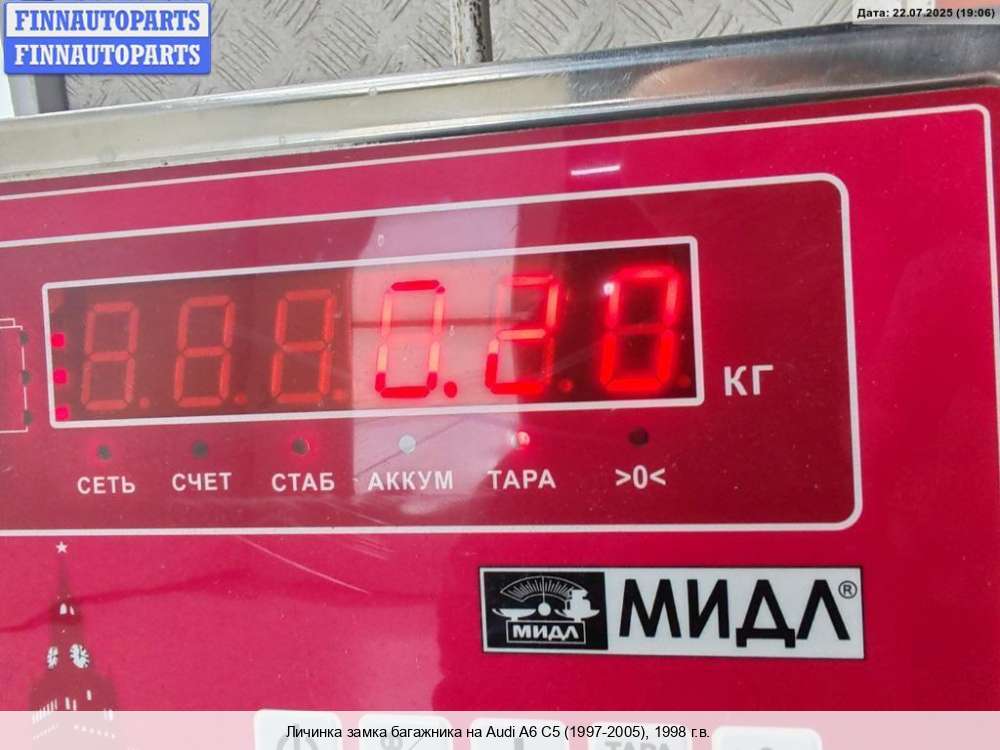 FINNAUTOPARTS
FINNAUTOPARTS
Дата: 22.07.2025 (19:06)
0.20
КГ
СЕТЬ СЧЕТ СТАБ АККУМ ТАРА >0<
МИДЛ МИДЛ®
Личинка замка багажника на Audi A6 C5 (1997-2005), 1998 г.в.